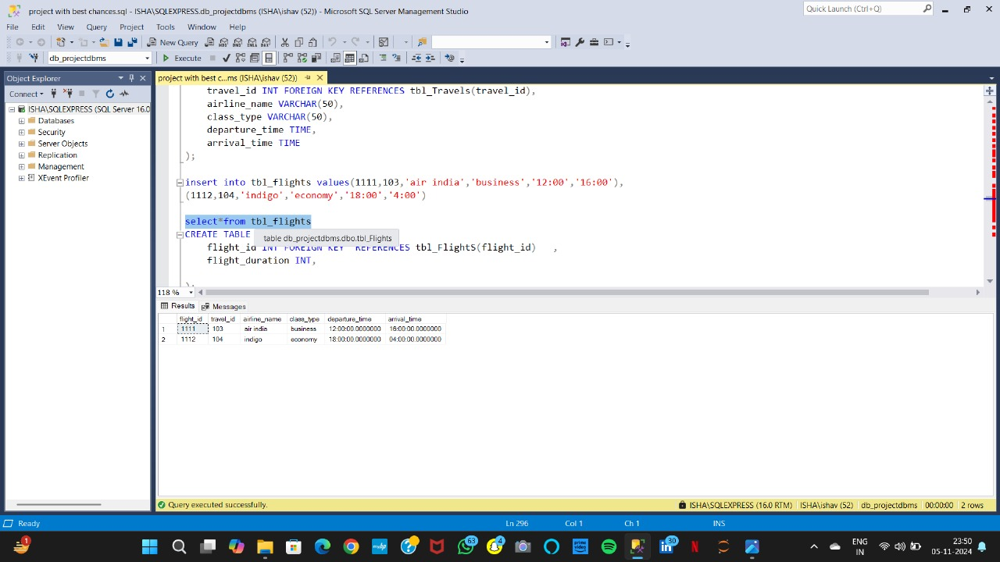 project with best chances.sql - ISHA\SQLEXPRESS.db_projectdbms (ISHA\ishav (52)) - Microsoft SQL Server Management Studio
Quick Launch (Ctrl+Q)
File Edit View Query Project Tools Window Help
New Query
db_projectdbms Execute
Object Explorer
Connect
ISHA\SQLEXPRESS (SQL Server 16.0
Databases
Security
Server Objects
Replication
Management
XEvent Profiler
project with best c...ms (ISHA\ishav (52))
travel_id INT FOREIGN KEY REFERENCES tbl_Travels(travel_id),
airline_name VARCHAR(50),
class_type VARCHAR(50),
departure_time TIME,
arrival_time TIME
);
insert into tbl_flights values(1111,103,'air india','business','12:00','16:00'),
(1112,104,'indigo','economy','18:00','4:00')
select*from tbl_flights
CREATE TABLE
table db_projectdbms.dbo.tbl_Flights
flight_id INT FOREIGN KEY REFERENCES tbl_FlightS(flight_id) ,
flight_duration INT,
);
118 %
Results Messages
flight_id travel_id airline_name class_type departure_time arrival_time
1 1111 103 air india business 12:00:00.0000000 16:00:00.0000000
2 1112 104 indigo economy 18:00:00.0000000 04:00:00.0000000
Query executed successfully. ISHA\SQLEXPRESS (16.0 RTM) ISHA\ishav (52) db_projectdbms 00:00:00 2 rows
Ready Ln 296 Col 1 Ch 1 INS
1 63 4 30
ENG
IN
23:50
05-11-2024